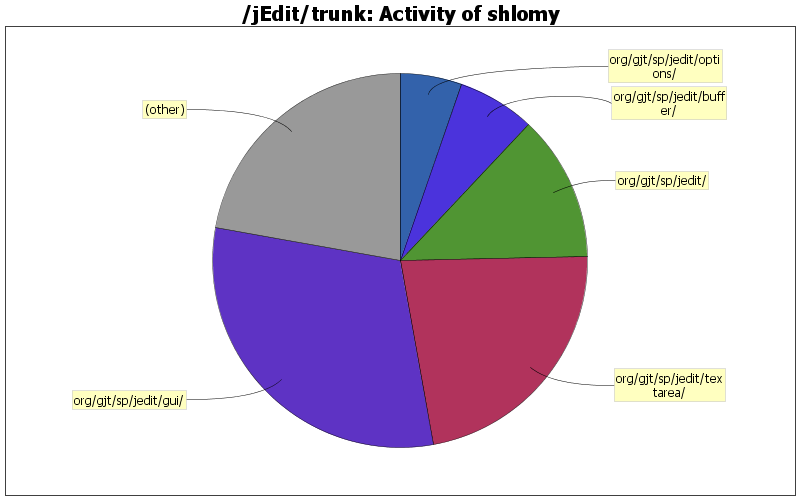 /jEdit/trunk: Activity of shlomy
org/gjt/sp/jedit/opti
ons/
org/gjt/sp/jedit/buff
er/
(other)
org/gjt/sp/jedit/
org/gjt/sp/jedit/tex
tarea/
org/gjt/sp/jedit/gui/